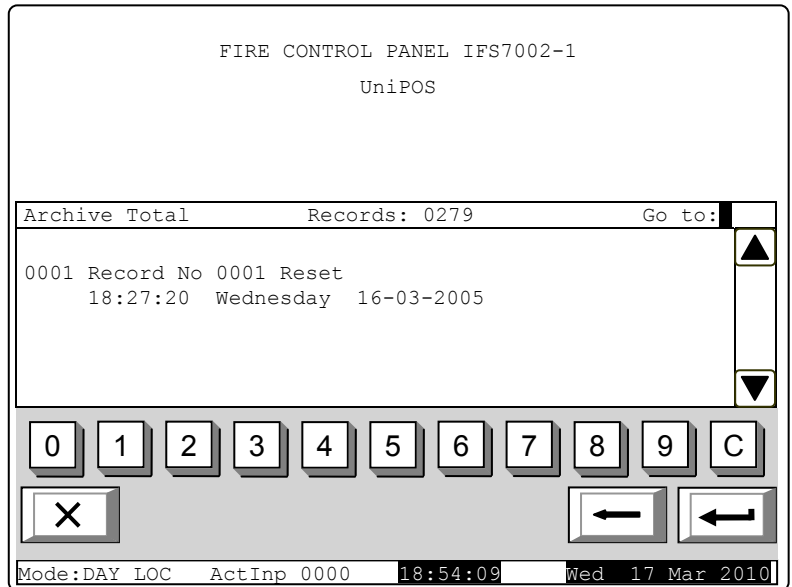 FIRE CONTROL PANEL IFS7002-1
UniPOS
Archive Total Records: 0279 Go to:
0001 Record No 0001 Reset
18:27:20 Wednesday 16-03-2005
0 1 2 3 4 5 6 7 8 9 C
Mode:DAY LOC ActInp 0000 18:54:09 Wed 17 Mar 2010